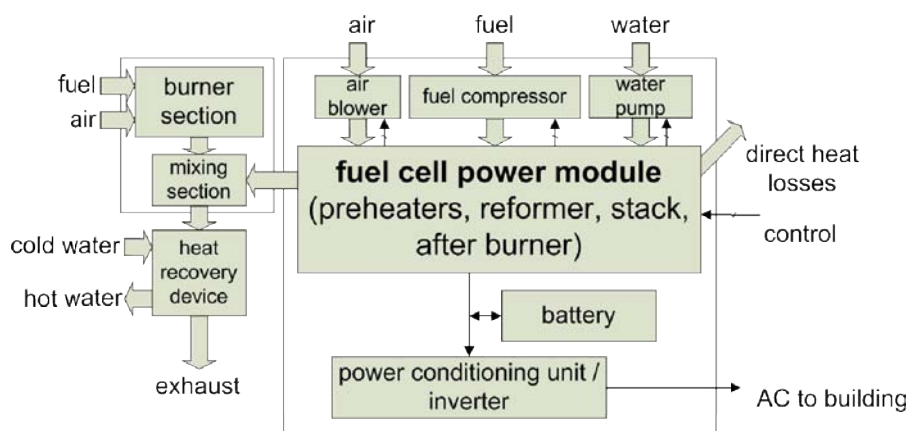 air
fuel
water
fuel
air
burner
section
air
blower
fuel compressor
water
pump
mixing
section
fuel cell power module
(preheaters, reformer, stack,
after burner)
direct heat
losses
control
cold water
hot water
heat
recovery
device
battery
exhaust
power conditioning unit /
inverter
AC to building